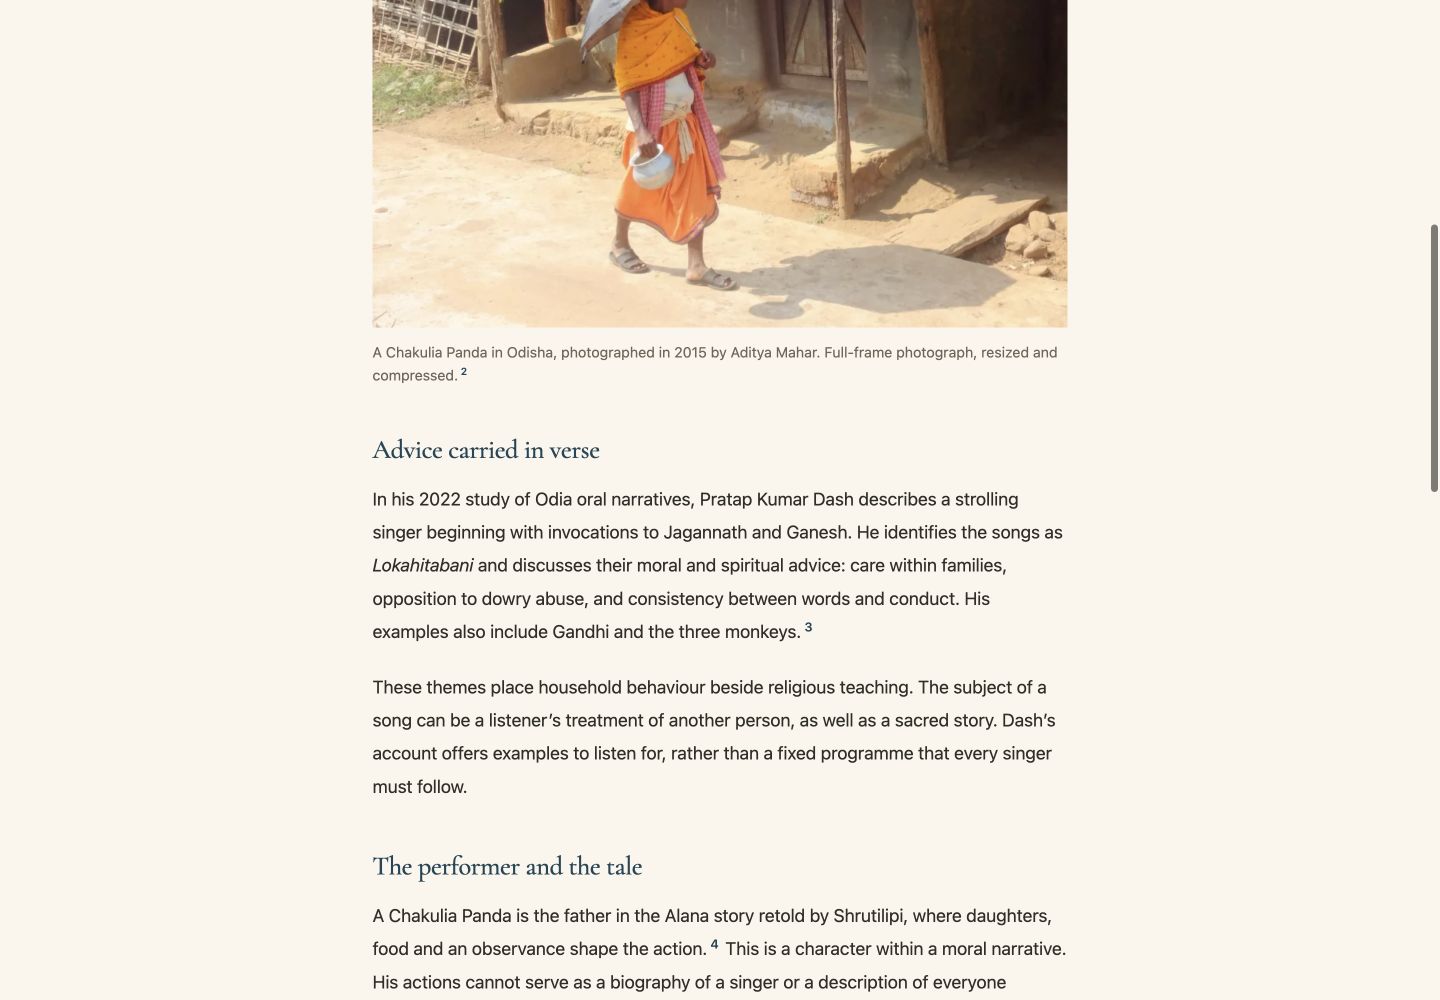 A Chakulia Panda in Odisha, photographed in 2015 by Aditya Mahar. Full-frame photograph, resized and
compressed. 2
Advice carried in verse
In his 2022 study of Odia oral narratives, Pratap Kumar Dash describes a strolling
singer beginning with invocations to Jagannath and Ganesh. He identifies the songs as
Lokahitabani and discusses their moral and spiritual advice: care within families,
opposition to dowry abuse, and consistency between words and conduct. His
examples also include Gandhi and the three monkeys. 3
These themes place household behaviour beside religious teaching. The subject of a
song can be a listener’s treatment of another person, as well as a sacred story. Dash’s
account offers examples to listen for, rather than a fixed programme that every singer
must follow.
The performer and the tale
A Chakulia Panda is the father in the Alana story retold by Shrutilipi, where daughters,
food and an observance shape the action. 4 This is a character within a moral narrative.
His actions cannot serve as a biography of a singer or a description of everyone